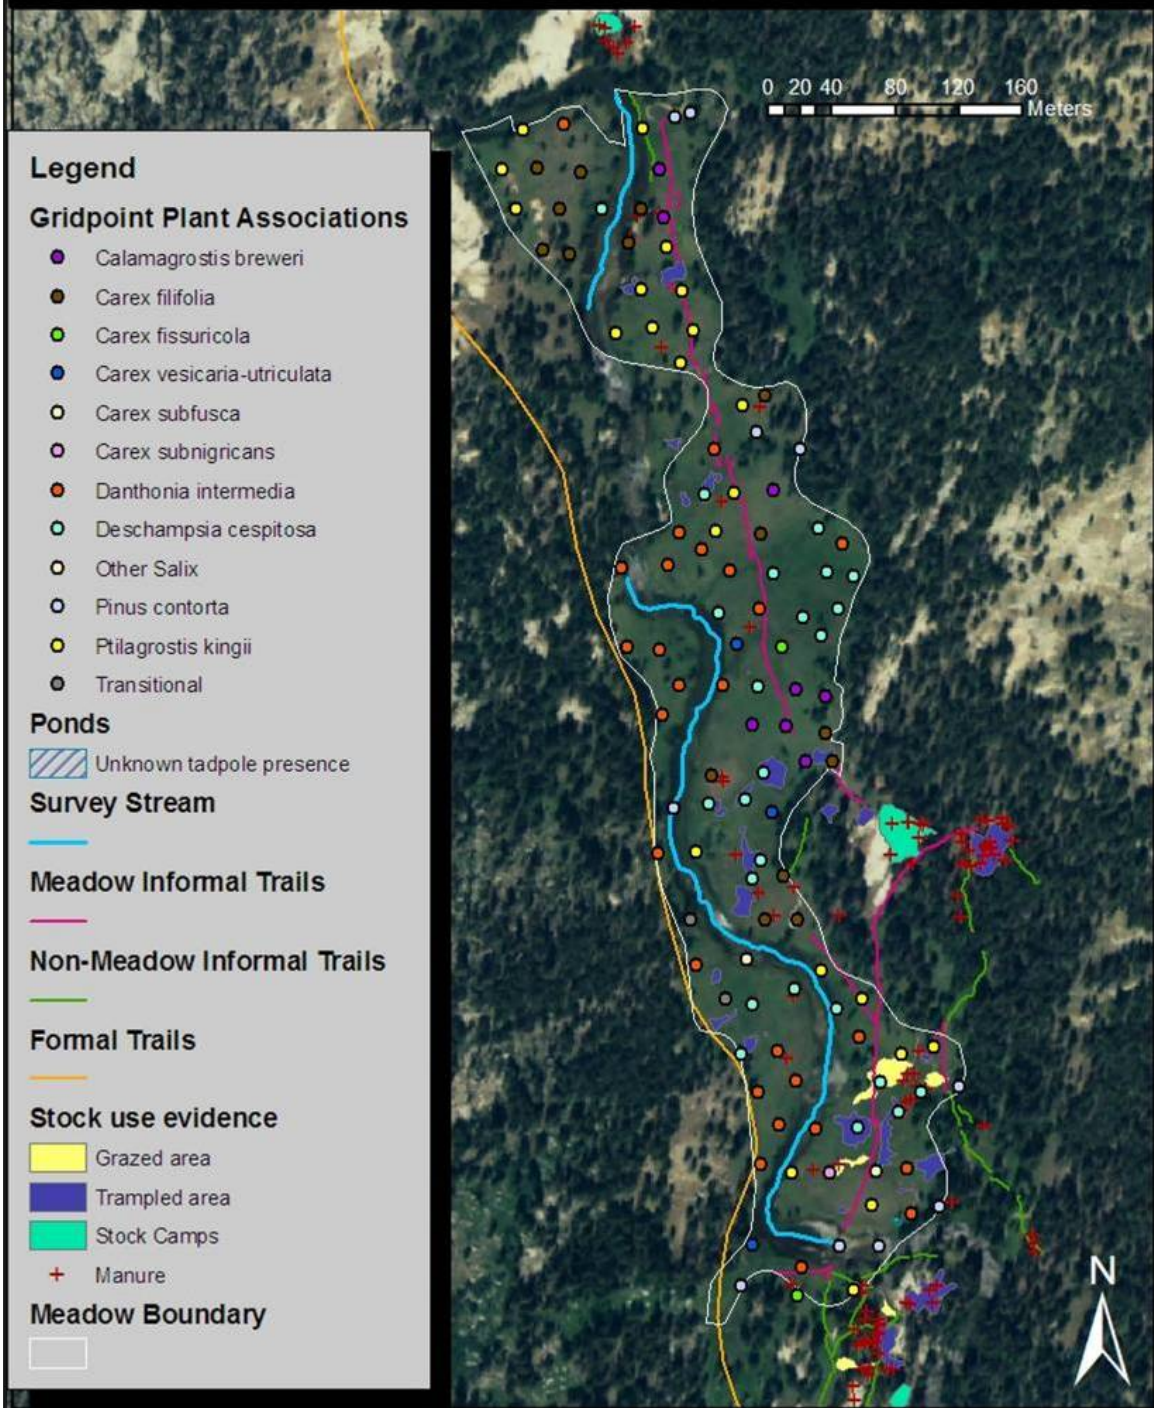 Legend
Gridpoint Plant Associations
Calamagrostis breweri
Carex filifolia
Carex fissuricola
Carex vesicaria-utriculata
Carex subfusca
Carex subnigricans
Danthonia intermedia
Deschampsia cespitosa
Other Salix
Pinus contorta
Ptilagrostis kingii
Transitional
Ponds
Unknown tadpole presence
Survey Stream
Meadow Informal Trails
Non-Meadow Informal Trails
Formal Trails
Stock use evidence
Grazed area
Trampled area
Stock Camps
Manure
Meadow Boundary
0 20 40 80 120 160
Meters
N